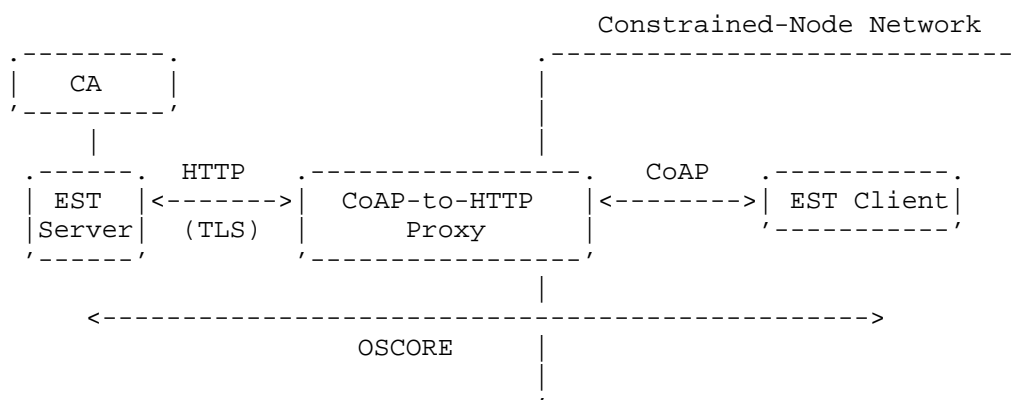 Constrained-Node Network
CA
HTTP CoAP
EST CoAP-to-HTTP EST Client
Server (TLS) Proxy
OSCORE